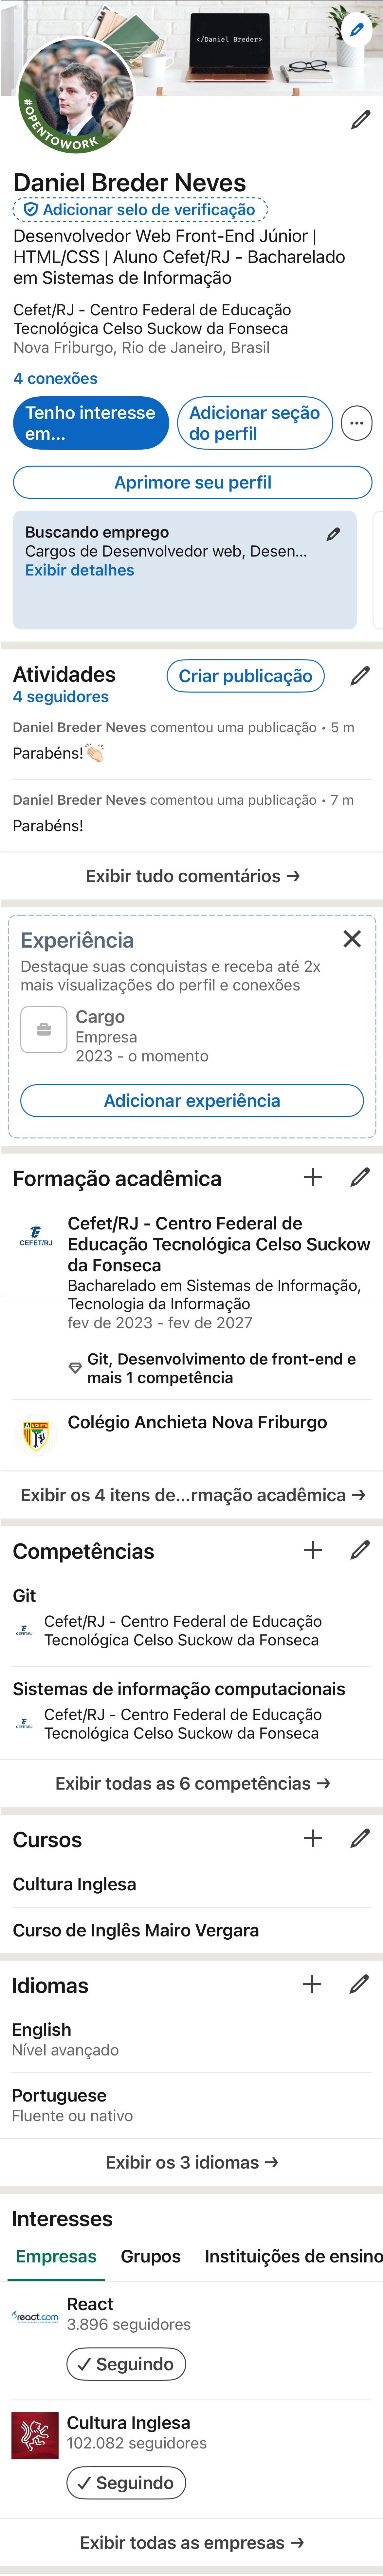 </Daniel Breder>
#OPENTOWORK
Daniel Breder Neves
Adicionar selo de verificação
Desenvolvedor Web Front-End Júnior |
HTML/CSS | Aluno Cefet/RJ - Bacharelado
em Sistemas de Informação
Cefet/RJ - Centro Federal de Educação
Tecnológica Celso Suckow da Fonseca
Nova Friburgo, Rio de Janeiro, Brasil
4 conexões
Tenho interesse
em...
Adicionar seção
do perfil
Aprimore seu perfil
Buscando emprego
Cargos de Desenvolvedor web, Desen...
Exibir detalhes
Atividades
Criar publicação
4 seguidores
Daniel Breder Neves comentou uma publicação • 5 m
Parabéns!👏🏻
Daniel Breder Neves comentou uma publicação • 7 m
Parabéns!
Exibir tudo comentários →
Experiência
Destaque suas conquistas e receba até 2x
mais visualizações do perfil e conexões
Cargo
Empresa
2023 - o momento
Adicionar experiência
Formação acadêmica
CEFET/RJ
Cefet/RJ - Centro Federal de
Educação Tecnológica Celso Suckow
da Fonseca
Bacharelado em Sistemas de Informação,
Tecnologia da Informação
fev de 2023 - fev de 2027
Git, Desenvolvimento de front-end e
mais 1 competência
Colégio Anchieta Nova Friburgo
Exibir os 4 itens de...rmação acadêmica →
Competências
Git
CEFET/RJ
Cefet/RJ - Centro Federal de Educação
Tecnológica Celso Suckow da Fonseca
Sistemas de informação computacionais
CEFET/RJ
Cefet/RJ - Centro Federal de Educação
Tecnológica Celso Suckow da Fonseca
Exibir todas as 6 competências →
Cursos
Cultura Inglesa
Curso de Inglês Mairo Vergara
Idiomas
English
Nível avançado
Portuguese
Fluente ou nativo
Exibir os 3 idiomas →
Interesses
Empresas
Grupos
Instituições de ensino
react.com
React
3.896 seguidores
✓ Seguindo
Cultura Inglesa
102.082 seguidores
✓ Seguindo
Exibir todas as empresas →